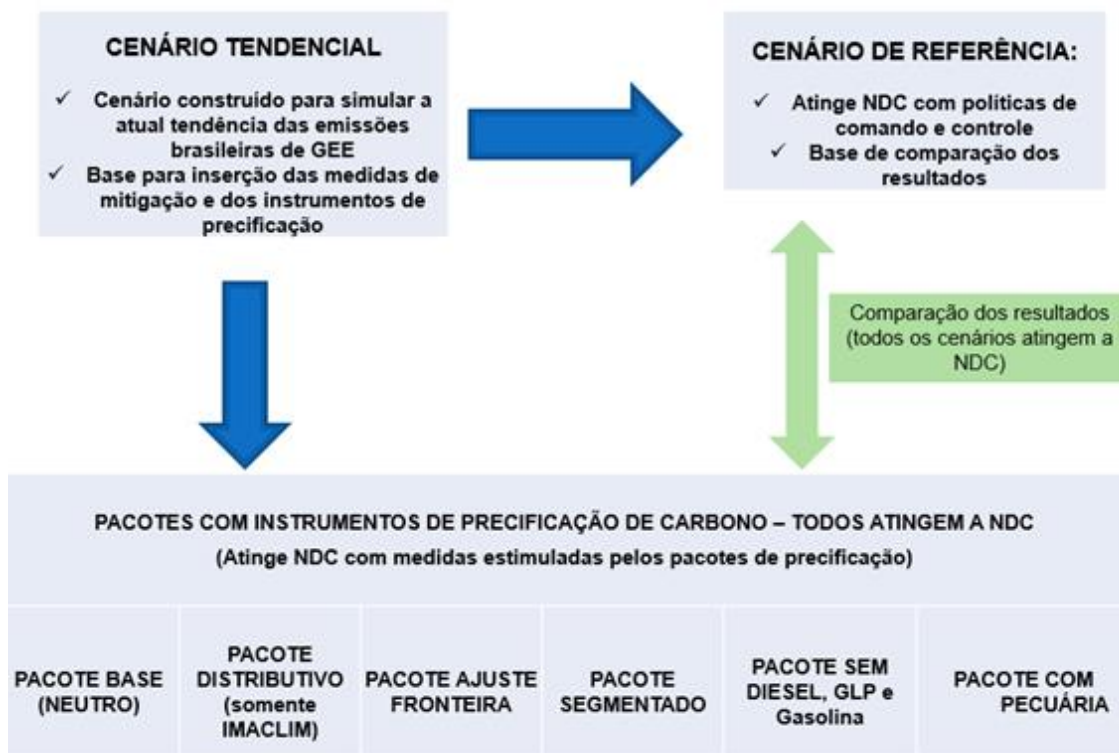 CENÁRIO TENDENCIAL
✓ Cenário construído para simular a
atual tendência das emissões
brasileiras de GEE
✓ Base para inserção das medidas de
mitigação e dos instrumentos de
precificação
CENÁRIO DE REFERÊNCIA:
✓ Atinge NDC com políticas de
comando e controle
✓ Base de comparação dos
resultados
Comparação dos resultados
(todos os cenários atingem a
NDC)
PACOTES COM INSTRUMENTOS DE PRECIFICAÇÃO DE CARBONO – TODOS ATINGEM A NDC
(Atinge NDC com medidas estimuladas pelos pacotes de precificação)
PACOTE BASE
(NEUTRO)
PACOTE
DISTRIBUTIVO
(somente
IMACLIM)
PACOTE AJUSTE
FRONTEIRA
PACOTE
SEGMENTADO
PACOTE SEM
DIESEL, GLP e
Gasolina
PACOTE COM
PECUÁRIA